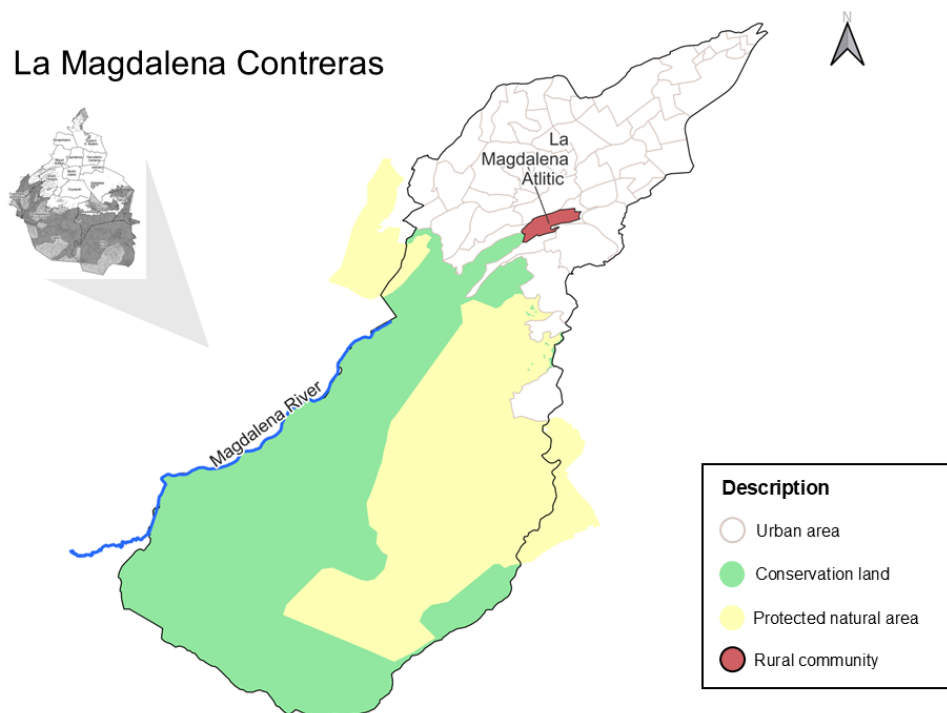 La Magdalena Contreras
N
La
Magdalena
Atlitic
Magdalena River
Description
Urban area
Conservation land
Protected natural area
Rural community